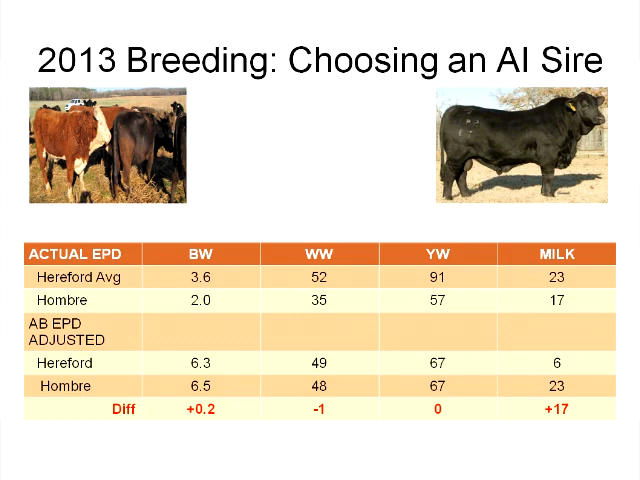 2013 Breeding: Choosing an AI Sire
ACTUAL EPD BW WW YW MILK
Hereford Avg 3.6 52 91 23
Hombre 2.0 35 57 17
AB EPD
ADJUSTED
Hereford 6.3 49 67 6
Hombre 6.5 48 67 23
Diff +0.2 -1 0 +17